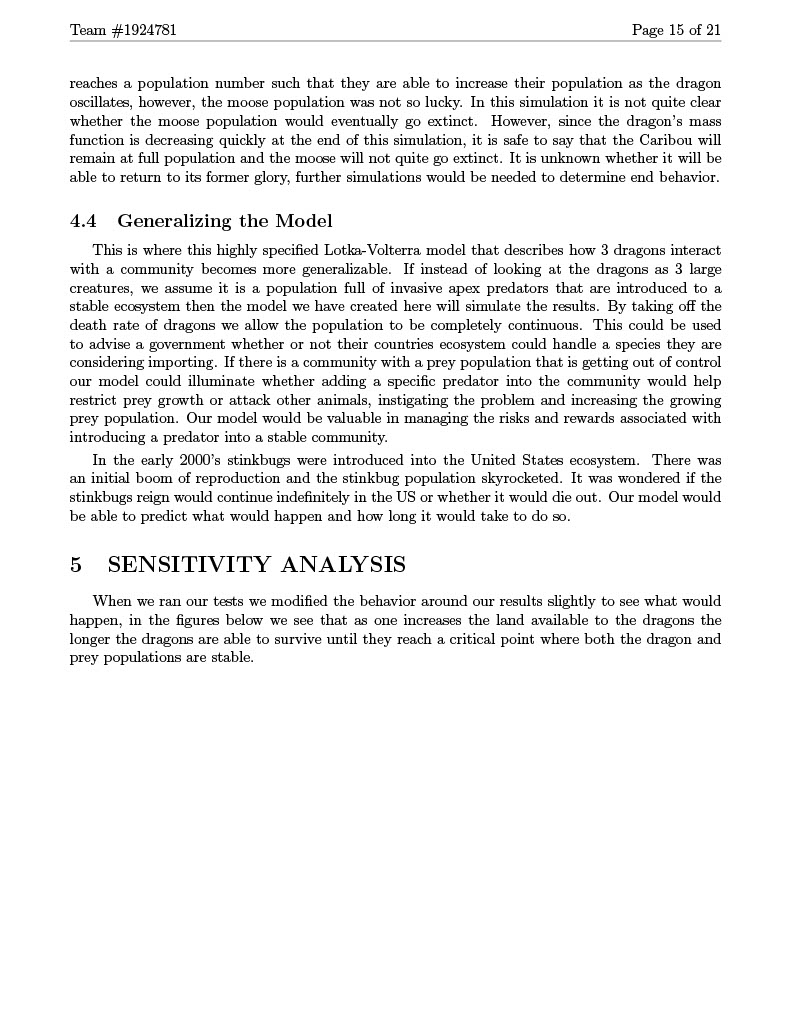 Team #1924781 Page 15 of 21
reaches a population number such that they are able to increase their population as the dragon
oscillates, however, the moose population was not so lucky. In this simulation it is not quite clear
whether the moose population would eventually go extinct. However, since the dragon's mass
function is decreasing quickly at the end of this simulation, it is safe to say that the Caribou will
remain at full population and the moose will not quite go extinct. It is unknown whether it will be
able to return to its former glory, further simulations would be needed to determine end behavior.
4.4 Generalizing the Model
This is where this highly specified Lotka-Volterra model that describes how 3 dragons interact
with a community becomes more generalizable. If instead of looking at the dragons as 3 large
creatures, we assume it is a population full of invasive apex predators that are introduced to a
stable ecosystem then the model we have created here will simulate the results. By taking off the
death rate of dragons we allow the population to be completely continuous. This could be used
to advise a government whether or not their countries ecosystem could handle a species they are
considering importing. If there is a community with a prey population that is getting out of control
our model could illuminate whether adding a specific predator into the community would help
restrict prey growth or attack other animals, instigating the problem and increasing the growing
prey population. Our model would be valuable in managing the risks and rewards associated with
introducing a predator into a stable community.
In the early 2000's stinkbugs were introduced into the United States ecosystem. There was
an initial boom of reproduction and the stinkbug population skyrocketed. It was wondered if the
stinkbugs reign would continue indefinitely in the US or whether it would die out. Our model would
be able to predict what would happen and how long it would take to do so.
5 SENSITIVITY ANALYSIS
When we ran our tests we modified the behavior around our results slightly to see what would
happen, in the figures below we see that as one increases the land available to the dragons the
longer the dragons are able to survive until they reach a critical point where both the dragon and
prey populations are stable.